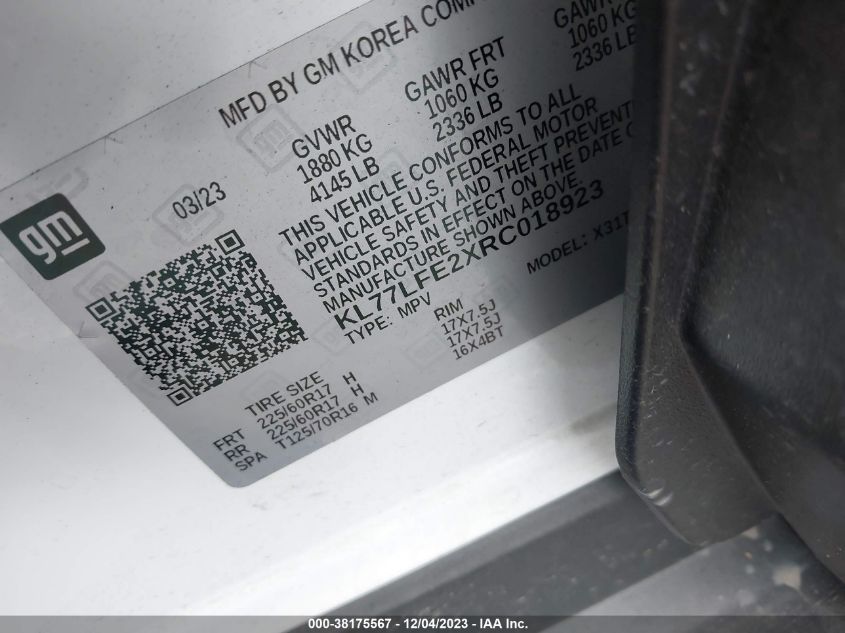 MFD BY GM KOREA
GVWR GAWR FRT GAWR
1880 KG 1060 KG 1060 KG
4145 LB 2336 LB 2336 LB
03/23
gm
THIS VEHICLE CONFORMS TO ALL
APPLICABLE U.S. FEDERAL MOTOR
VEHICLE SAFETY AND THEFT
STANDARDS IN EFFECT ON THE DATE
MANUFACTURE SHOWN ABOVE.
KL77LFE2XRC018923
TYPE: MPV MODEL:
TIRE SIZE RIM
FRT 225/60R17 H 17X7.5J
RR 225/60R17 H 17X7.5J
SPA T125/70R16 M 16X4BT
000-38175567 - 12/04/2023 - IAA Inc.